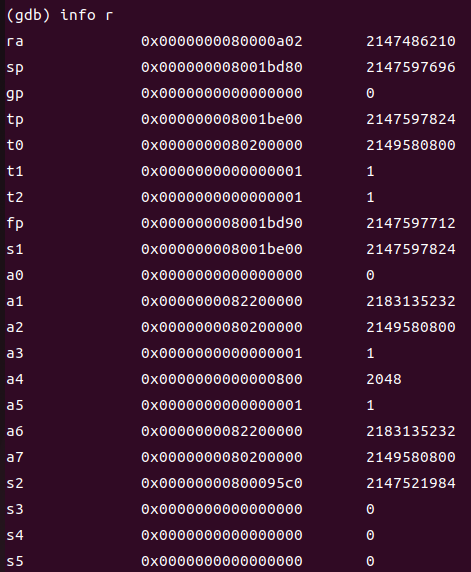 (gdb) info r
ra 0x0000000080000a02 2147486210
sp 0x000000008001bd80 2147597696
gp 0x0000000000000000 0
tp 0x000000008001be00 2147597824
t0 0x0000000080200000 2149580800
t1 0x0000000000000001 1
t2 0x0000000000000001 1
fp 0x000000008001bd90 2147597712
s1 0x000000008001be00 2147597824
a0 0x0000000000000000 0
a1 0x0000000082200000 2183135232
a2 0x0000000080200000 2149580800
a3 0x0000000000000001 1
a4 0x0000000000000800 2048
a5 0x0000000000000001 1
a6 0x0000000082200000 2183135232
a7 0x0000000080200000 2149580800
s2 0x00000000800095c0 2147521984
s3 0x0000000000000000 0
s4 0x0000000000000000 0
s5 0x0000000000000000 0